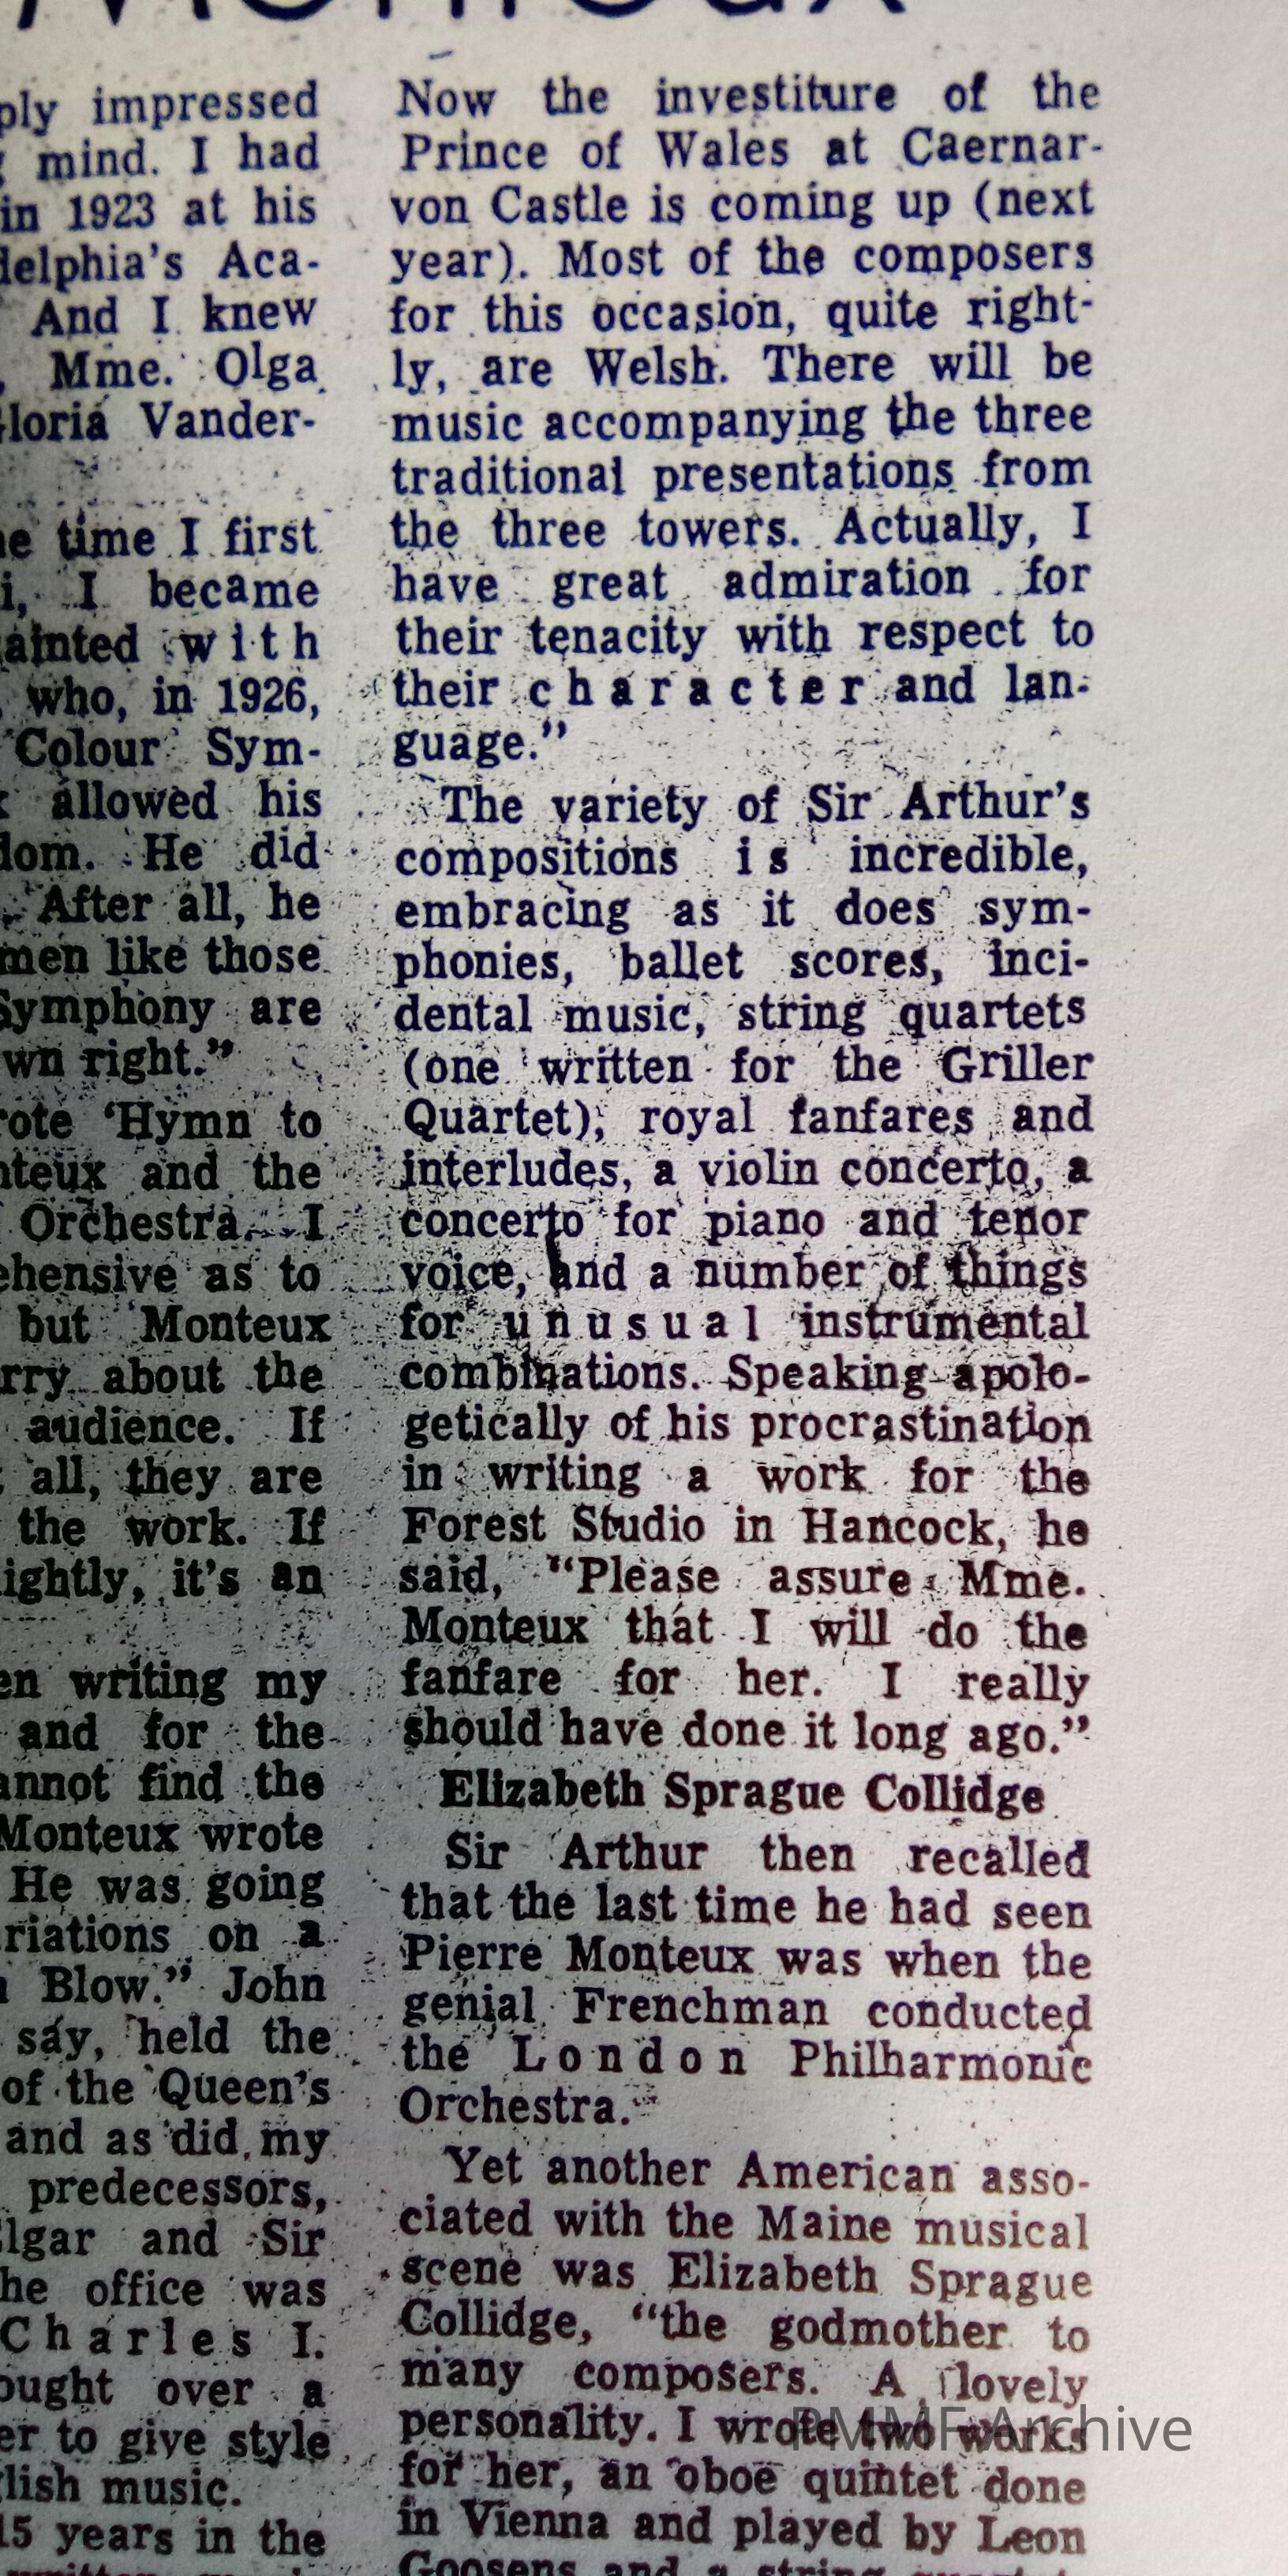 ply impressed
mind. I had
in 1923 at his
delphia's Aca-
And I knew
Mme. Olga
Gloria Vander-
e time I first
i, I became
ainted with
who, in 1926,
'Colour Sym-
allowed his
dom. He did
After all, he
men like those
Symphony are
wn right."
rote 'Hymn to
nteux and the
Orchestra. I
ehensive as to
but Monteux
rry about the
audience. If
all, they are
the work. If
ightly, it's an
en writing my
and for the
annot find the
Monteux wrote
He was going
riations on a
Blow." John
say, held the
of the Queen's
and as did my
predecessors,
lgar and Sir
he office was
Charles I.
ought over a
er to give style
lish music.
15 years in the
Now the investiture of the
Prince of Wales at Caernar-
von Castle is coming up (next
year). Most of the composers
for this occasion, quite right-
ly, are Welsh. There will be
music accompanying the three
traditional presentations from
the three towers. Actually, I
have great admiration for
their tenacity with respect to
their character and lan-
guage."
The variety of Sir Arthur's
compositions is incredible,
embracing as it does sym-
phonies, ballet scores, inci-
dental music, string quartets
(one written for the Griller
Quartet), royal fanfares and
interludes, a violin concerto, a
concerto for piano and tenor
voice, and a number of things
for unusual instrumental
combinations. Speaking apolo-
getically of his procrastination
in writing a work for the
Forest Studio in Hancock, he
said, "Please assure Mme.
Monteux that I will do the
fanfare for her. I really
should have done it long ago."
Elizabeth Sprague Collidge
Sir Arthur then recalled
that the last time he had seen
Pierre Monteux was when the
genial Frenchman conducted
the London Philharmonic
Orchestra."
Yet another American asso-
ciated with the Maine musical
scene was Elizabeth Sprague
Collidge, "the godmother to
many composers. A lovely
personality. I wrote two works
for her, an oboe quintet done
in Vienna and played by Leon
Goosens and a string quartet
PMMF Archive